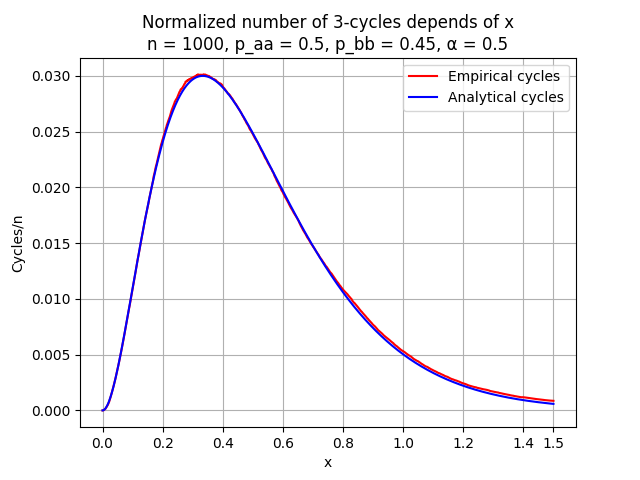 Normalized number of 3-cycles depends of x
n = 1000, p_aa = 0.5, p_bb = 0.45, α = 0.5
Empirical cycles
Analytical cycles
Cycles/n
0.030
0.025
0.020
0.015
0.010
0.005
0.000
0.0 0.2 0.4 0.6 0.8 1.0 1.2 1.4 1.5
x